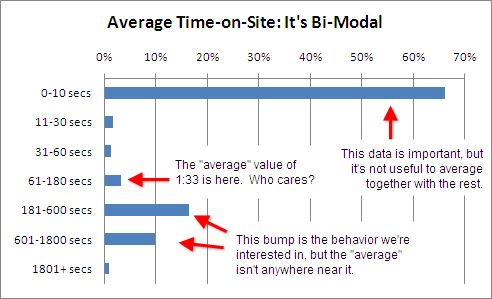 Average Time-on-Site: It's Bi-Modal
0% 10% 20% 30% 40% 50% 60% 70%
0-10 secs
11-30 secs
31-60 secs
61-180 secs
181-600 secs
601-1800 secs
1801+ secs
This data is important, but
it's not useful to average
together with the rest.
The "average" value of
1:33 is here.  Who cares?
This bump is the behavior we're
interested in, but the "average"
isn't anywhere near it.